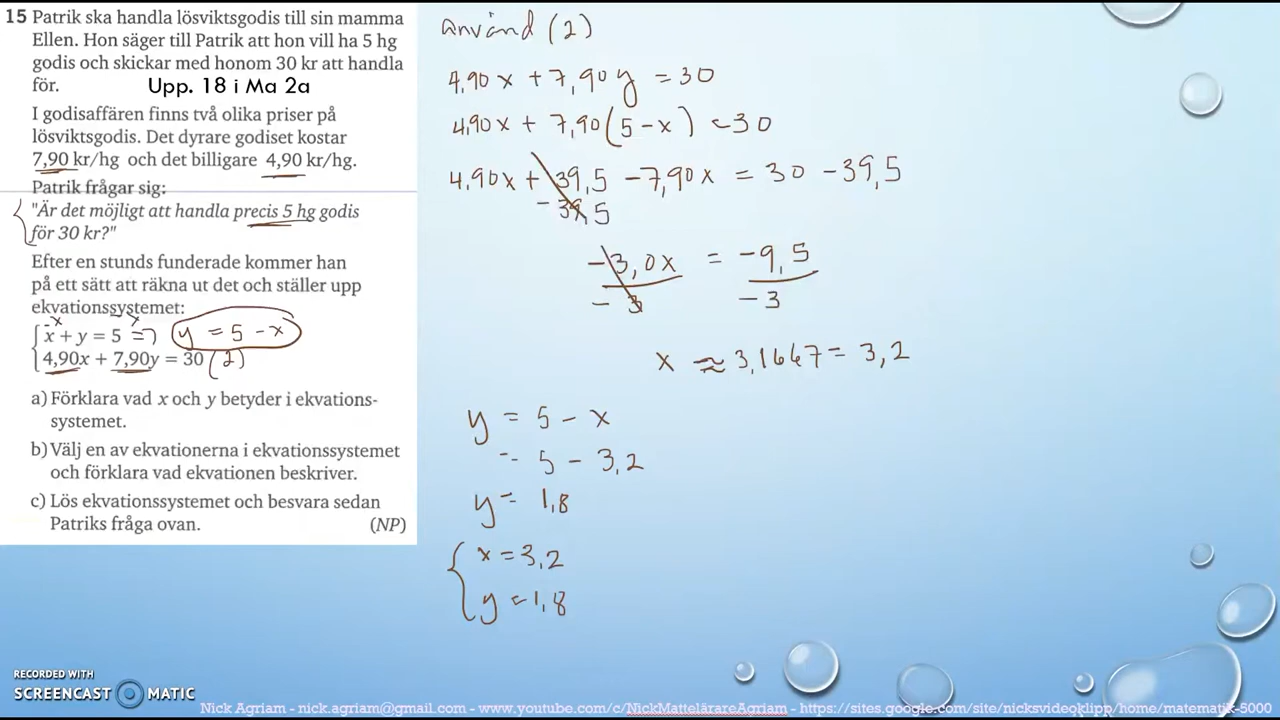 15 Patrik ska handla lösviktsgodis till sin mamma
Ellen. Hon säger till Patrik att hon vill ha 5 hg
godis och skickar med honom 30 kr att handla
för.
Upp. 18 i Ma 2a
I godisaffären finns två olika priser på
lösviktsgodis. Det dyrare godiset kostar
7,90 kr/hg och det billigare 4,90 kr/hg.
Patrik frågar sig:
"Är det möjligt att handla precis 5 hg godis
för 30 kr?"
Efter en stunds funderade kommer han
på ett sätt att räkna ut det och ställer upp
ekvationssystemet:
-x -x
x + y = 5 => y = 5 - x
4,90x + 7,90y = 30 (2)
a) Förklara vad x och y betyder i ekvations-
systemet.
b) Välj en av ekvationerna i ekvationssystemet
och förklara vad ekvationen beskriver.
c) Lös ekvationssystemet och besvara sedan
Patriks fråga ovan. (NP)
använd (2)
4,90x + 7,90y = 30
4,90x + 7,90(5-x) = 30
4,90x + 39,5 - 7,90x = 30 - 39,5
- 39,5
-3,0x = -9,5
-3 -3
x ≈ 3,1667 = 3,2
y = 5 - x
= 5 - 3,2
y = 1,8
x = 3,2
y = 1,8
RECORDED WITH
SCREENCAST MATIC
Nick Agriam - nick.agriam@gmail.com - www.youtube.com/c/NickMattelärareAgriam - https://sites.google.com/site/nicksvideoklipp/home/matematik-5000